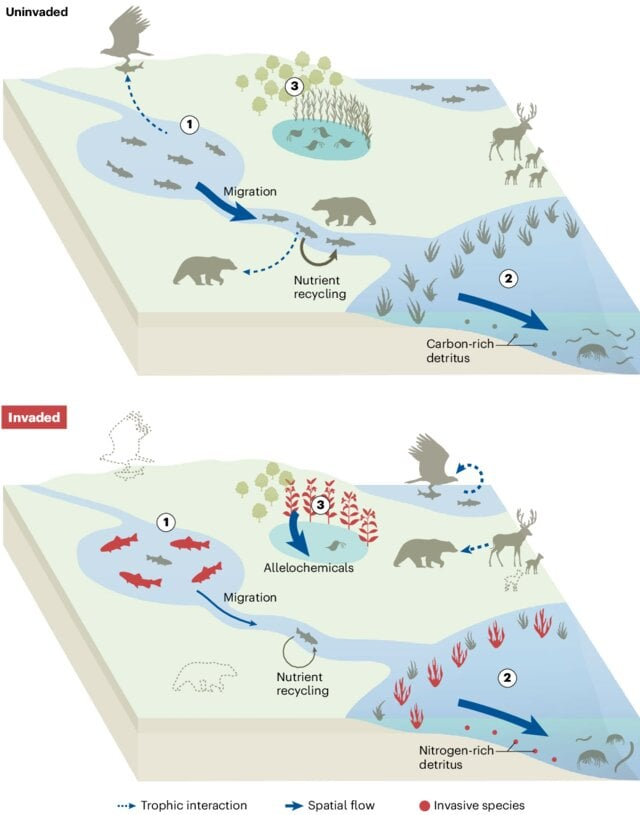 Uninvaded
3
1
Migration
2
Nutrient
recycling
Carbon-rich
detritus
Invaded
3
1
Allelochemicals
Migration
2
Nutrient
recycling
Nitrogen-rich
detritus
Trophic interaction
Spatial flow
Invasive species